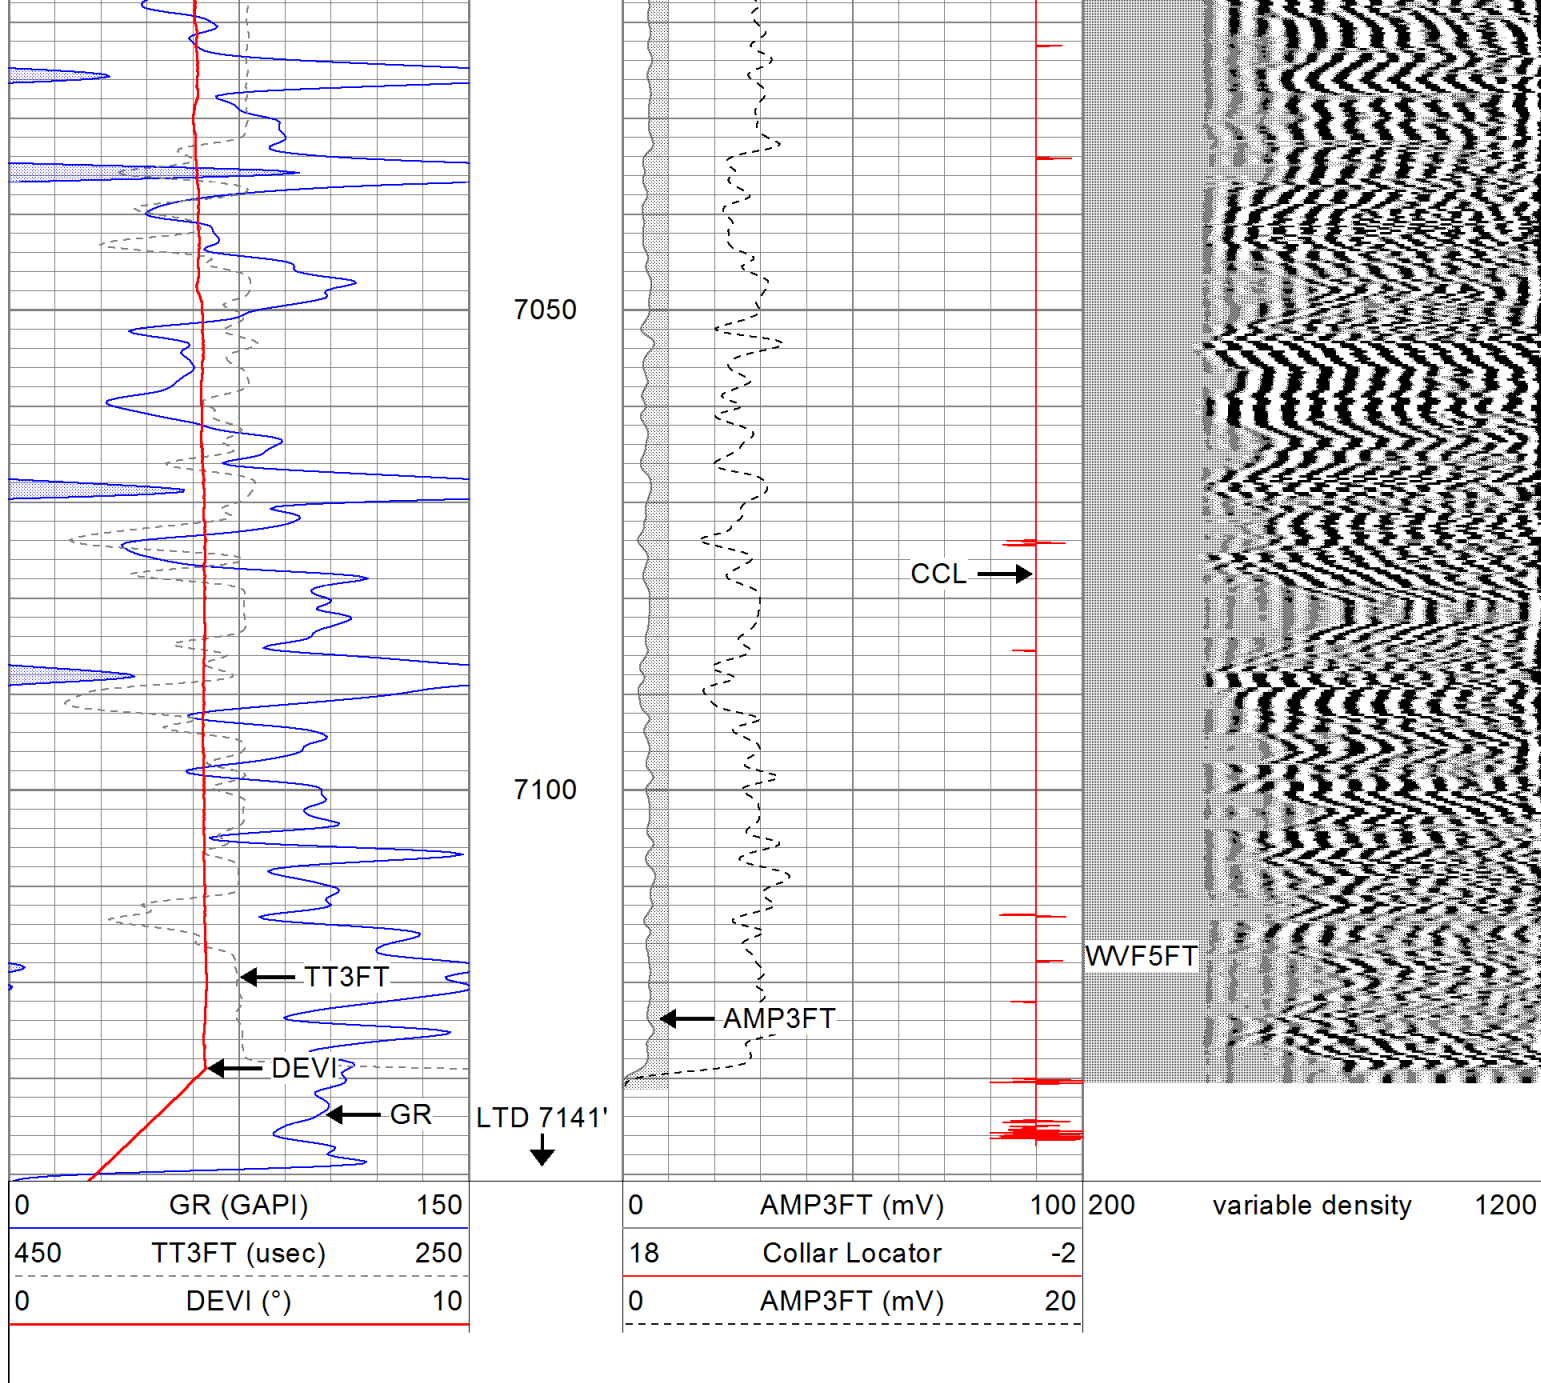 7050
CCL
7100
WVF5FT
TT3FT
AMP3FT
DEVI
GR
LTD 7141'
0 GR (GAPI) 150
450 TT3FT (usec) 250
0 DEVI (°) 10
0 AMP3FT (mV) 100
18 Collar Locator -2
0 AMP3FT (mV) 20
200 variable density 1200